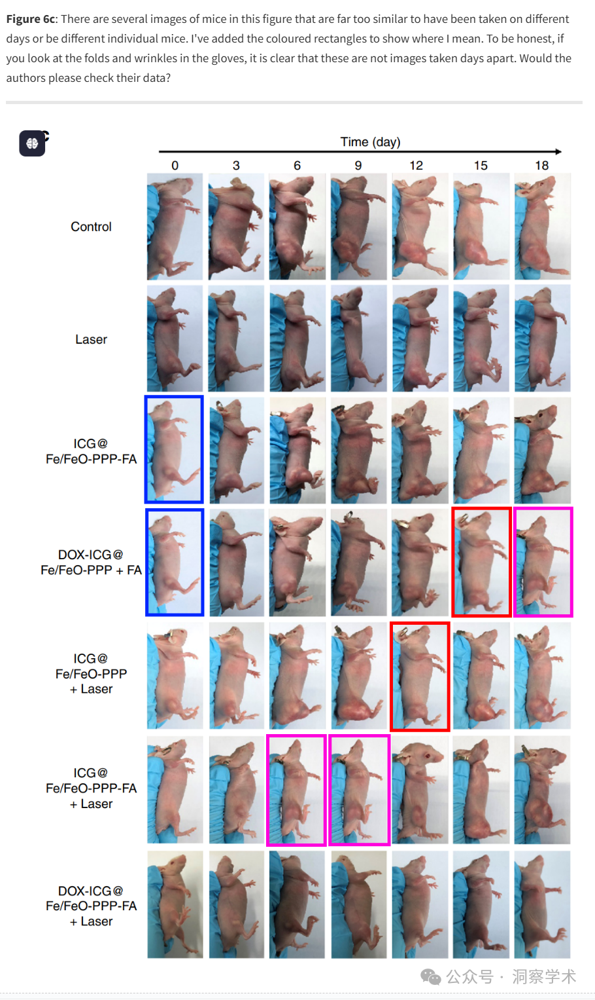 Figure 6c: There are several images of mice in this figure that are far too similar to have been taken on different
days or be different individual mice. I've added the coloured rectangles to show where I mean. To be honest, if
you look at the folds and wrinkles in the gloves, it is clear that these are not images taken days apart. Would the
authors please check their data?
c
Time (day)
0 3 6 9 12 15 18
Control
Laser
ICG@
Fe/FeO-PPP-FA
DOX-ICG@
Fe/FeO-PPP + FA
ICG@
Fe/FeO-PPP
+ Laser
ICG@
Fe/FeO-PPP-FA
+ Laser
DOX-ICG@
Fe/FeO-PPP-FA
+ Laser
公众号 · 洞察学术